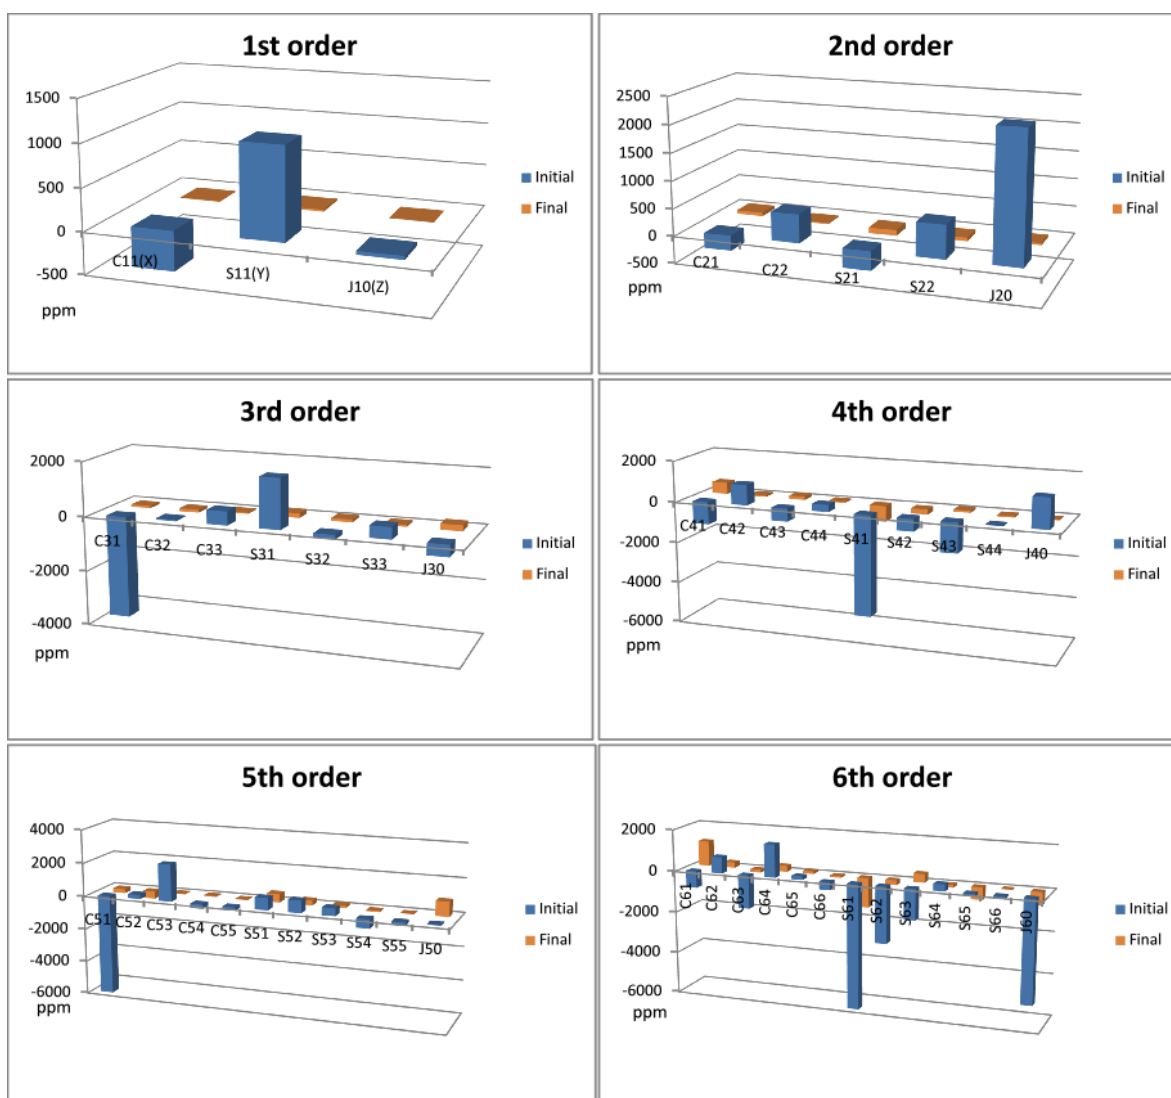 1st order
1500
1000
500
0
-500
ppm
C11(X)
S11(Y)
J10(Z)
Initial
Final
2nd order
2500
2000
1500
1000
500
0
-500
ppm
C21
C22
S21
S22
J20
Initial
Final
3rd order
2000
0
-2000
-4000
ppm
C31
C32
C33
S31
S32
S33
J30
Initial
Final
4th order
2000
0
-2000
-4000
-6000
ppm
C41
C42
C43
C44
S41
S42
S43
S44
J40
Initial
Final
5th order
4000
2000
0
-2000
-4000
-6000
ppm
C51
C52
C53
C54
C55
S51
S52
S53
S54
S55
J50
Initial
Final
6th order
2000
0
-2000
-4000
-6000
ppm
C61
C62
C63
C64
C65
C66
S61
S62
S63
S64
S65
S66
J60
Initial
Final